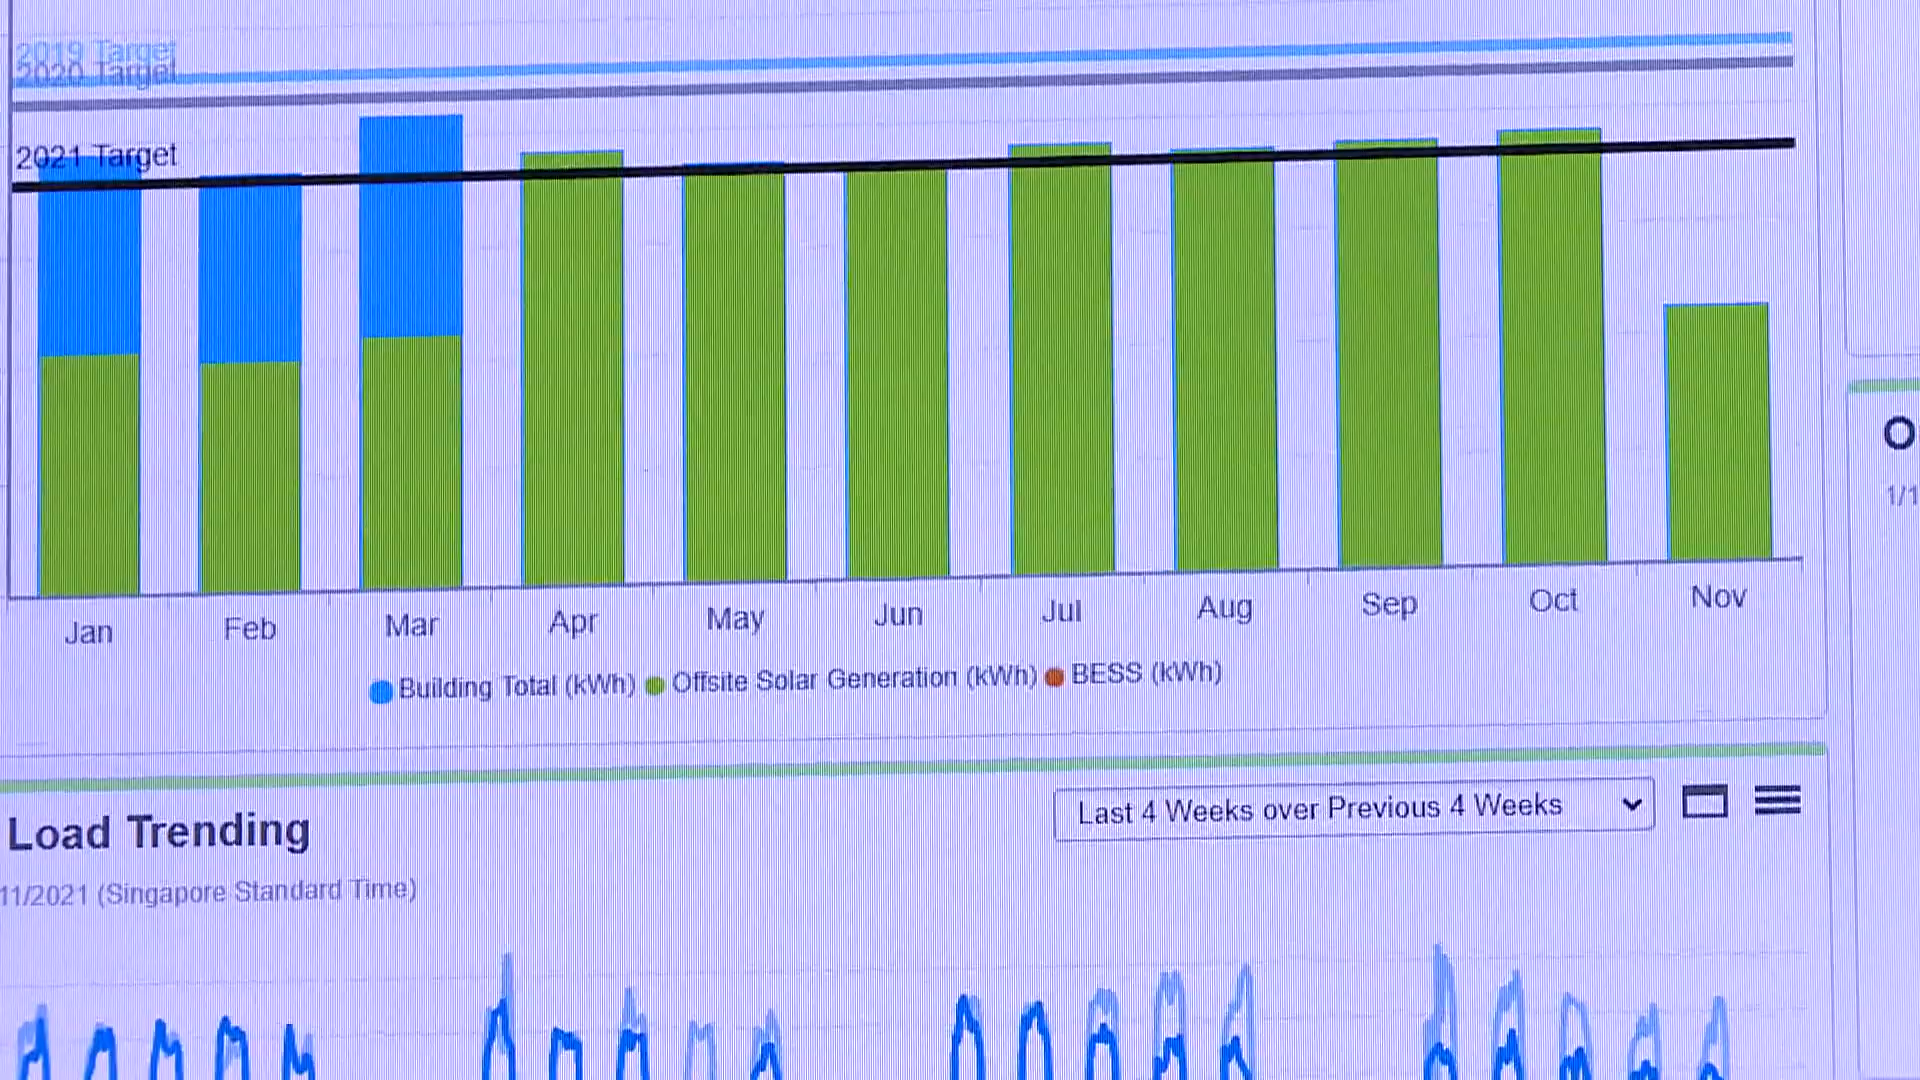 2019 Target
2020 Target
2021 Target
Jan Feb Mar Apr May Jun Jul Aug Sep Oct Nov
Building Total (kWh) Offsite Solar Generation (kWh) BESS (kWh)
O
1/1
Load Trending
Last 4 Weeks over Previous 4 Weeks
11/2021 (Singapore Standard Time)